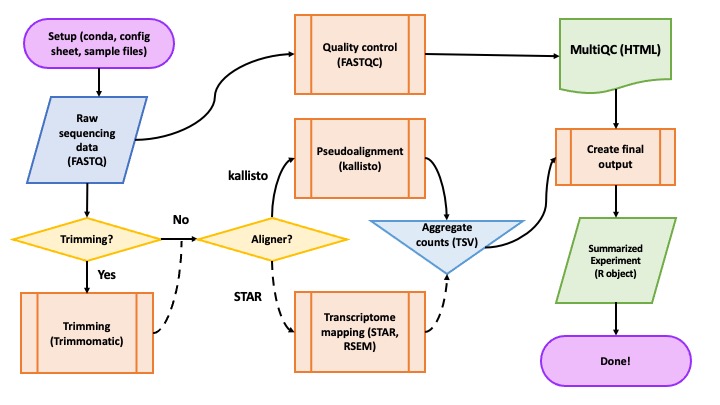 Setup (conda, config
sheet, sample files)
Quality control
(FASTQC)
MultiQC (HTML)
Raw
sequencing
data
(FASTQ)
Pseudoalignment
(kallisto)
Create final
output
kallisto
No
Trimming?
Aligner?
Aggregate
counts (TSV)
Summarized
Experiment
(R object)
Yes
STAR
Trimming
(Trimmomatic)
Transcriptome
mapping (STAR,
RSEM)
Done!